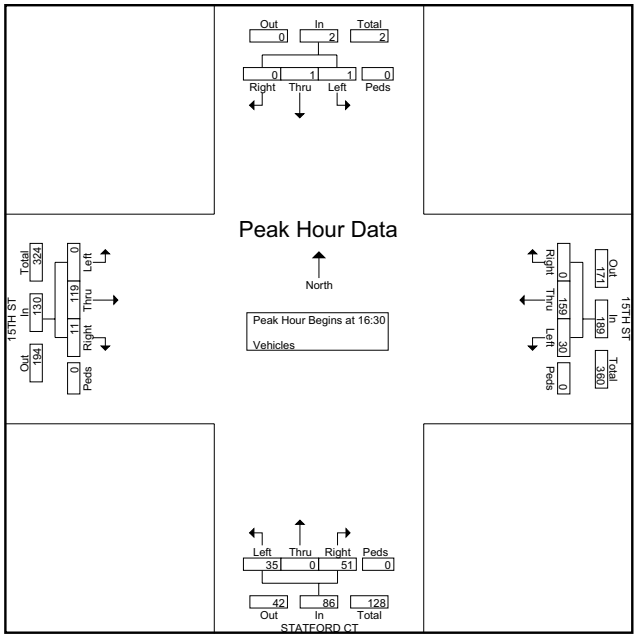 Out In Total
0 2 2
0 1 1 0
Right Thru Left Peds
Peak Hour Data
North
Peak Hour Begins at 16:30
Vehicles
15TH ST
Total In Out
324 130 194
0 119 11 0
Left Thru Right Peds
15TH ST
Out In Total
171 189 360
0 159 30 0
Right Thru Left Peds
Left Thru Right Peds
35 0 51 0
42 86 128
Out In Total
STATFORD CT